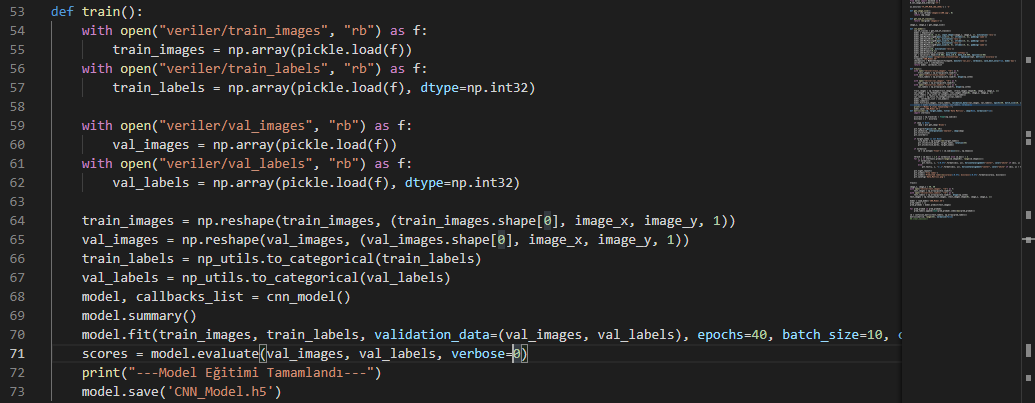 53 def train():
54     with open("veriler/train_images", "rb") as f:
55         train_images = np.array(pickle.load(f))
56     with open("veriler/train_labels", "rb") as f:
57         train_labels = np.array(pickle.load(f), dtype=np.int32)
58
59     with open("veriler/val_images", "rb") as f:
60         val_images = np.array(pickle.load(f))
61     with open("veriler/val_labels", "rb") as f:
62         val_labels = np.array(pickle.load(f), dtype=np.int32)
63
64     train_images = np.reshape(train_images, (train_images.shape[0], image_x, image_y, 1))
65     val_images = np.reshape(val_images, (val_images.shape[0], image_x, image_y, 1))
66     train_labels = np_utils.to_categorical(train_labels)
67     val_labels = np_utils.to_categorical(val_labels)
68     model, callbacks_list = cnn_model()
69     model.summary()
70     model.fit(train_images, train_labels, validation_data=(val_images, val_labels), epochs=40, batch_size=10,
71     scores = model.evaluate(val_images, val_labels, verbose=0)
72     print("---Model Eğitimi Tamamlandı---")
73     model.save('CNN_Model.h5')